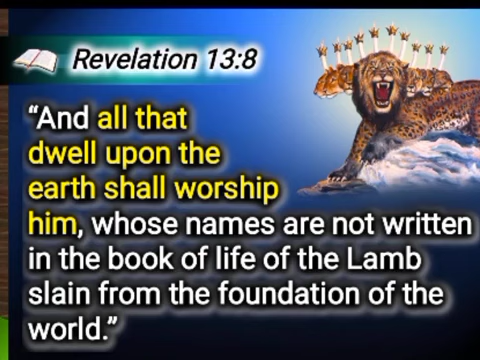 Revelation 13:8
“And all that
dwell upon the
earth shall worship
him, whose names are not written
in the book of life of the Lamb
slain from the foundation of the
world.”